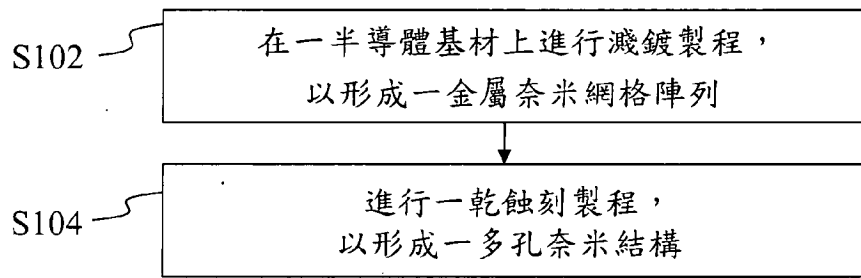 S102
在一半導體基材上進行濺鍍製程，
以形成一金屬奈米網格陣列
S104
進行一乾蝕刻製程，
以形成一多孔奈米結構